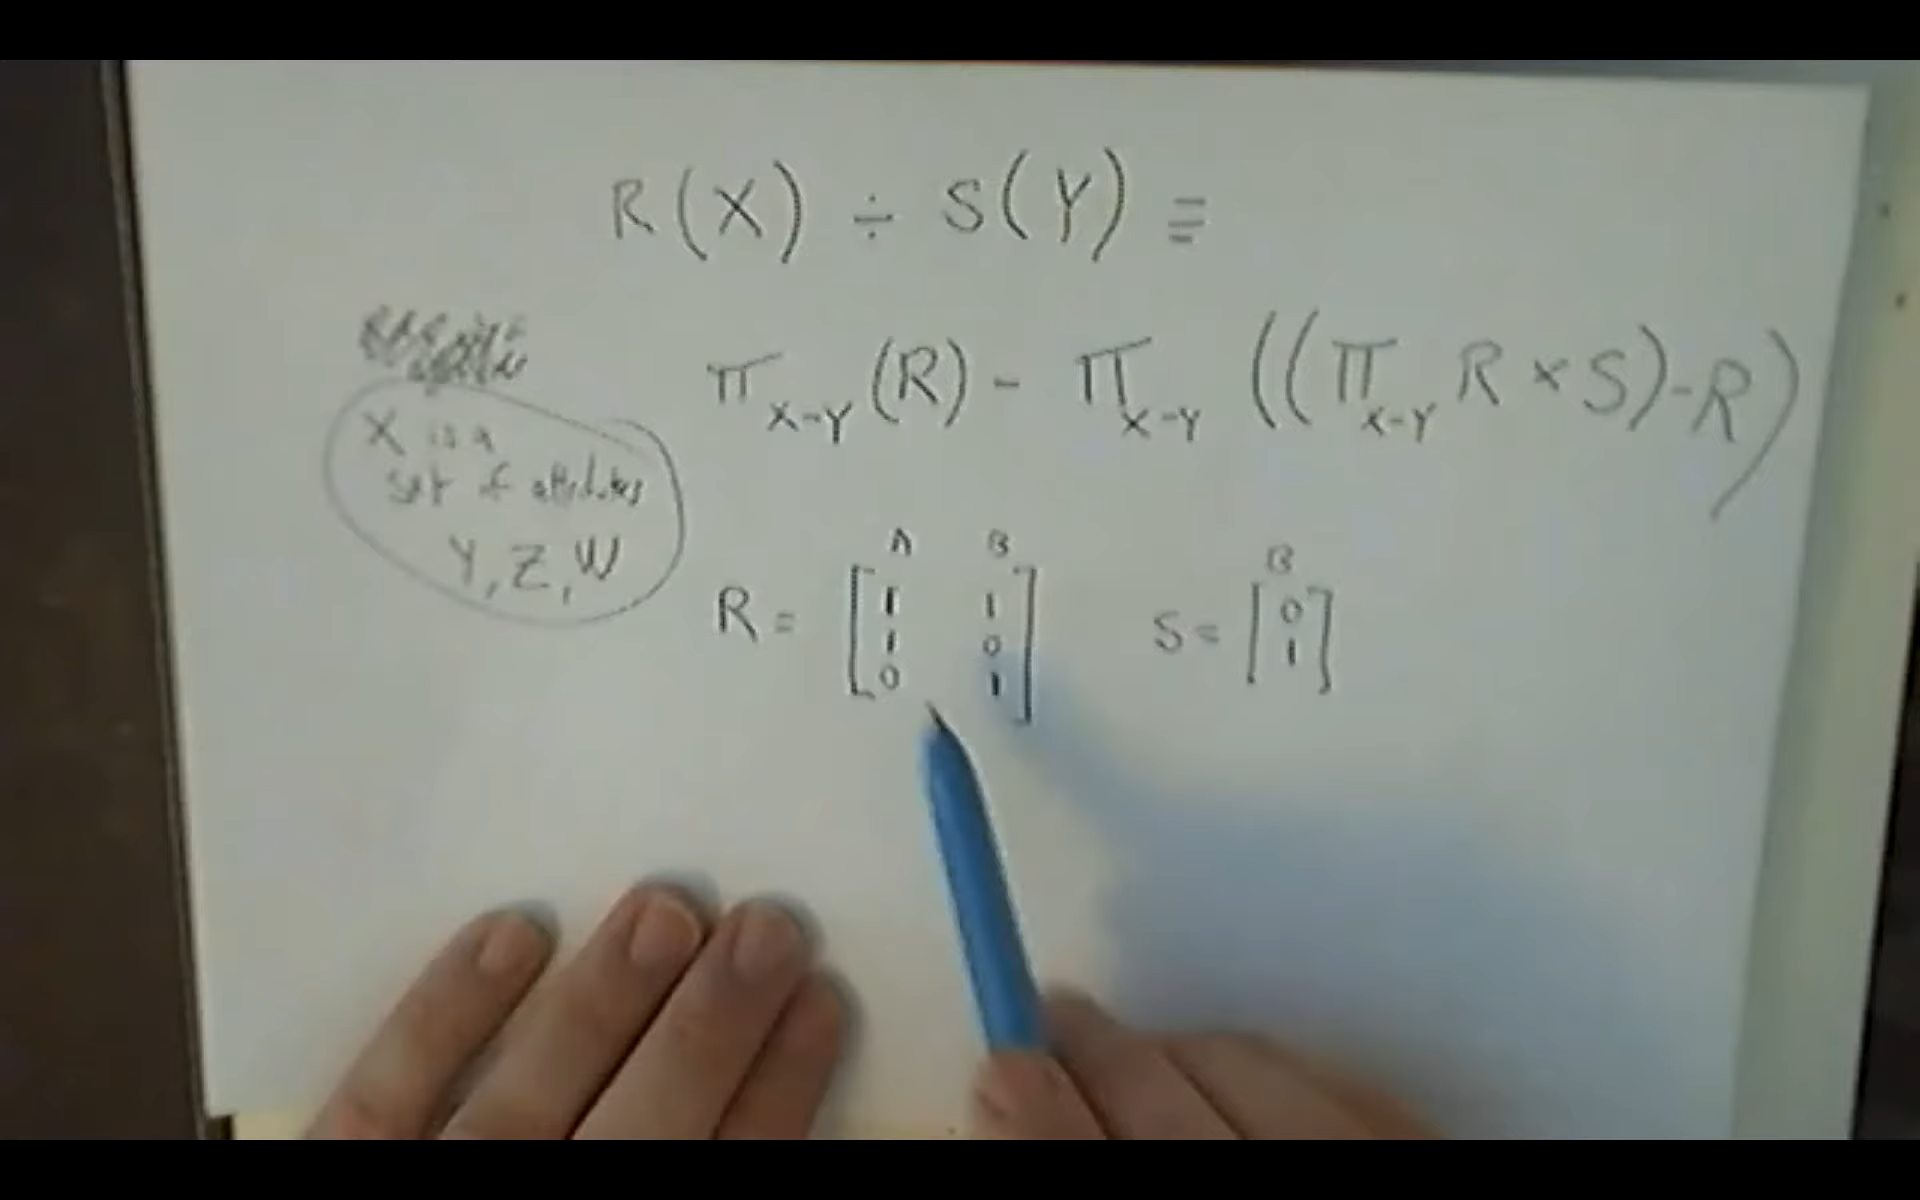 R(X) ÷ S(Y) ≡
π X-Y (R) - π X-Y ((π X-Y R × S) - R)
X is a
set of attributes
Y, Z, W
A B
R = [1 1
1 0
0 1]
B
S = [0
1]